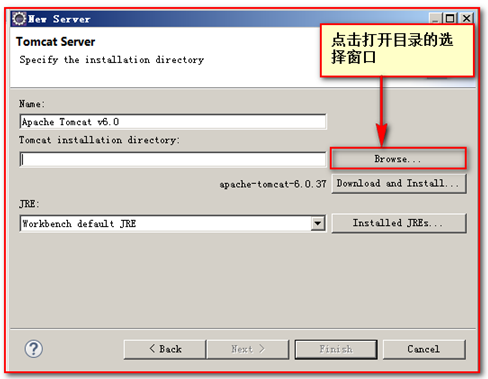 New Server
Tomcat Server
Specify the installation directory
点击打开目录的选
择窗口
Name:
Apache Tomcat v6.0
Tomcat installation directory:
Browse...
apache-tomcat-6.0.37
Download and Install...
JRE:
Workbench default JRE
Installed JREs...
?
< Back
Next >
Finish
Cancel